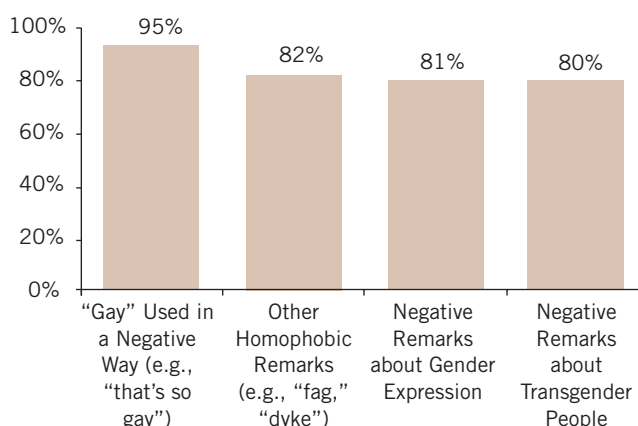 100%
80%
60%
40%
20%
0%
95%
82%
81%
80%
“Gay” Used in
a Negative
Way (e.g.,
“that’s so
gay”)
Other
Homophobic
Remarks
(e.g., “fag,”
“dyke”)
Negative
Remarks
about Gender
Expression
Negative
Remarks
about
Transgender
People